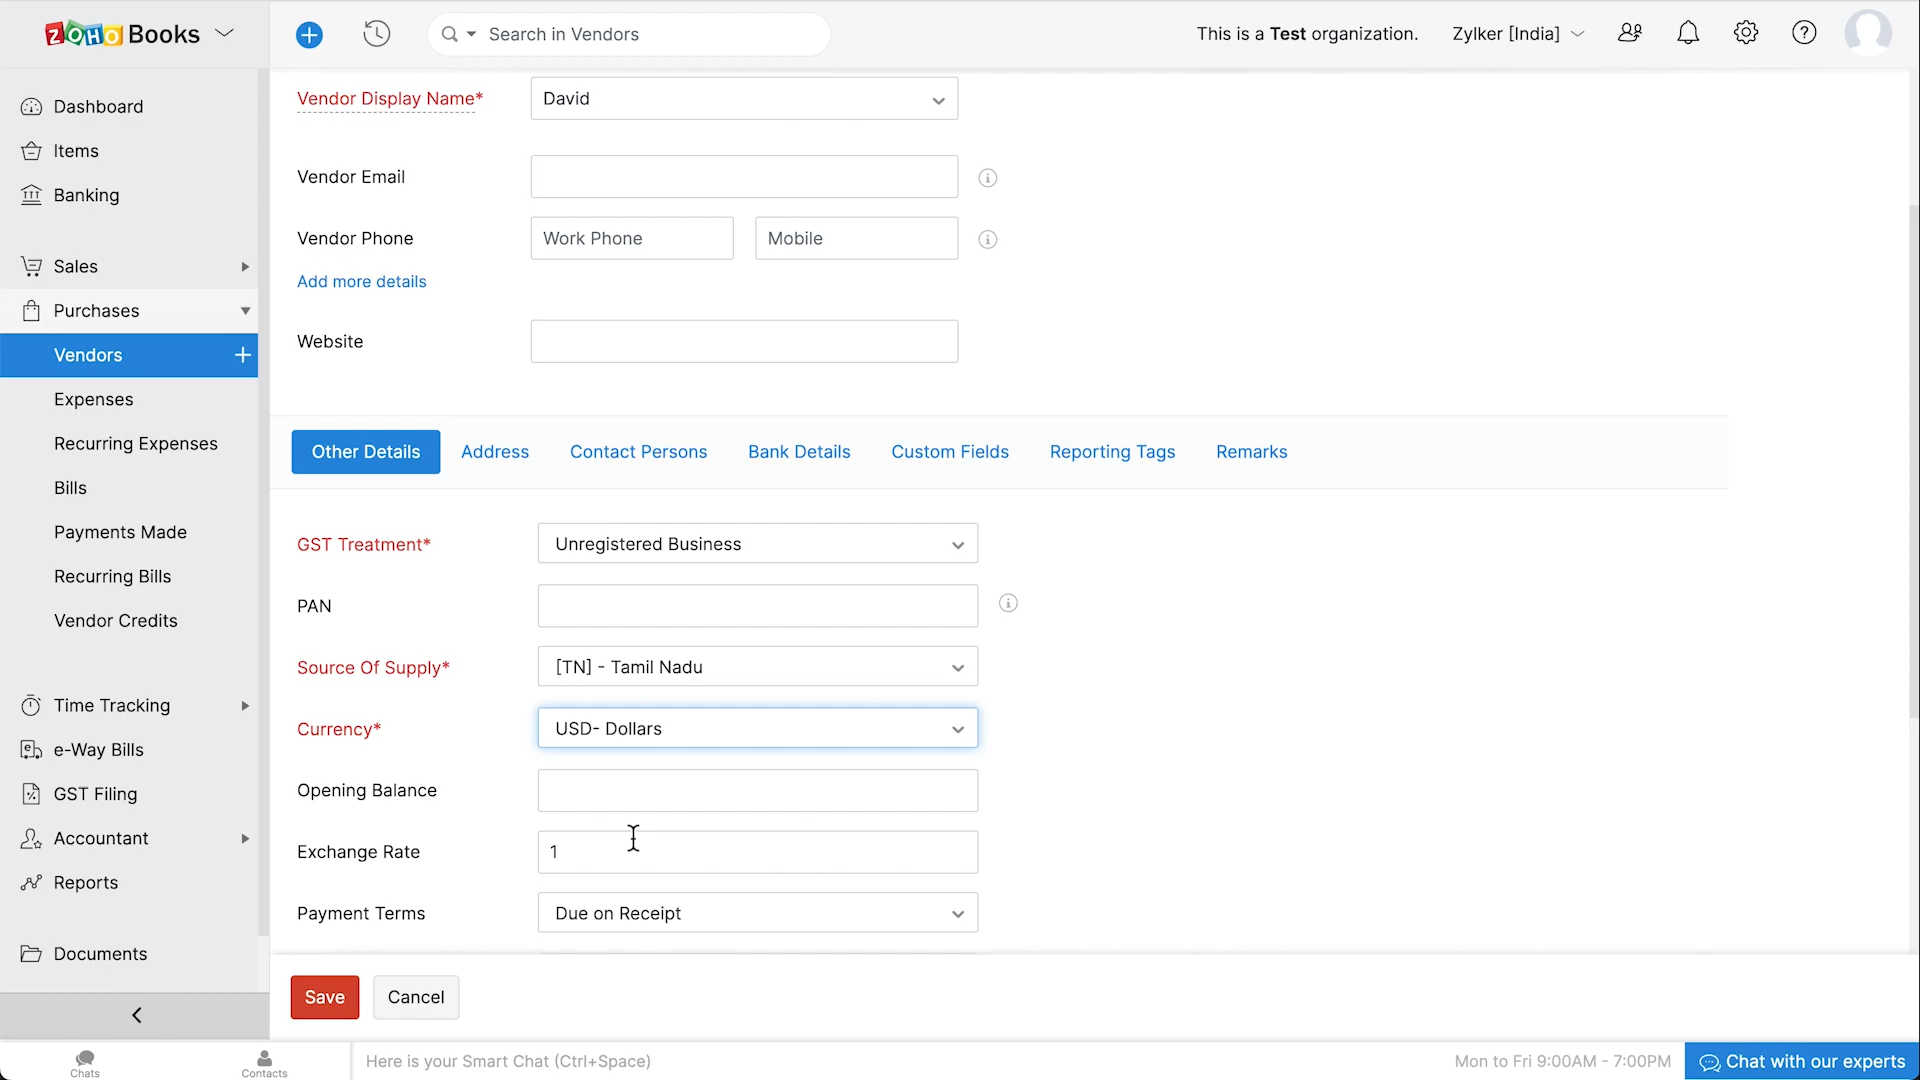 ZOHO Books
Search in Vendors
This is a Test organization.
Zylker [India]
Dashboard
Items
Banking
Sales
Purchases
Vendors
Expenses
Recurring Expenses
Bills
Payments Made
Recurring Bills
Vendor Credits
Time Tracking
e-Way Bills
GST Filing
Accountant
Reports
Documents
Vendor Display Name*
David
Vendor Email
Vendor Phone
Work Phone
Mobile
Add more details
Website
Other Details
Address
Contact Persons
Bank Details
Custom Fields
Reporting Tags
Remarks
GST Treatment*
Unregistered Business
PAN
Source Of Supply*
[TN] - Tamil Nadu
Currency*
USD- Dollars
Opening Balance
Exchange Rate
1
Payment Terms
Due on Receipt
Save
Cancel
Chats
Contacts
Here is your Smart Chat (Ctrl+Space)
Mon to Fri 9:00AM - 7:00PM
Chat with our experts